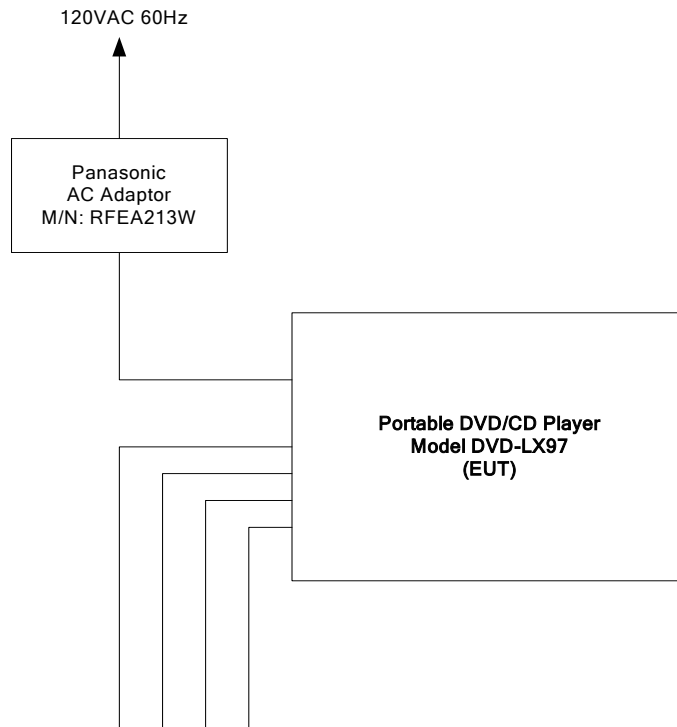 120VAC 60Hz
Panasonic
AC Adaptor
M/N: RFEA213W
Portable DVD/CD Player
Model DVD-LX97
(EUT)